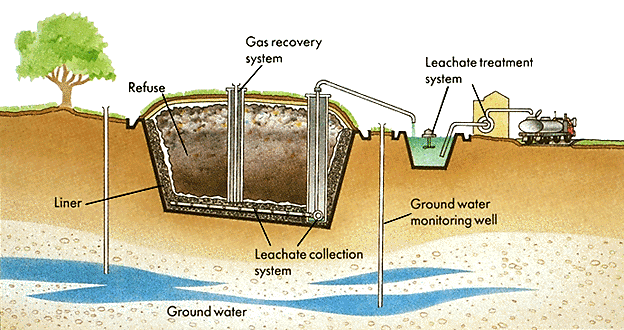 Gas recovery
system
Leachate treatment
system
Refuse
Liner
Ground water
monitoring well
Leachate collection
system
Ground water